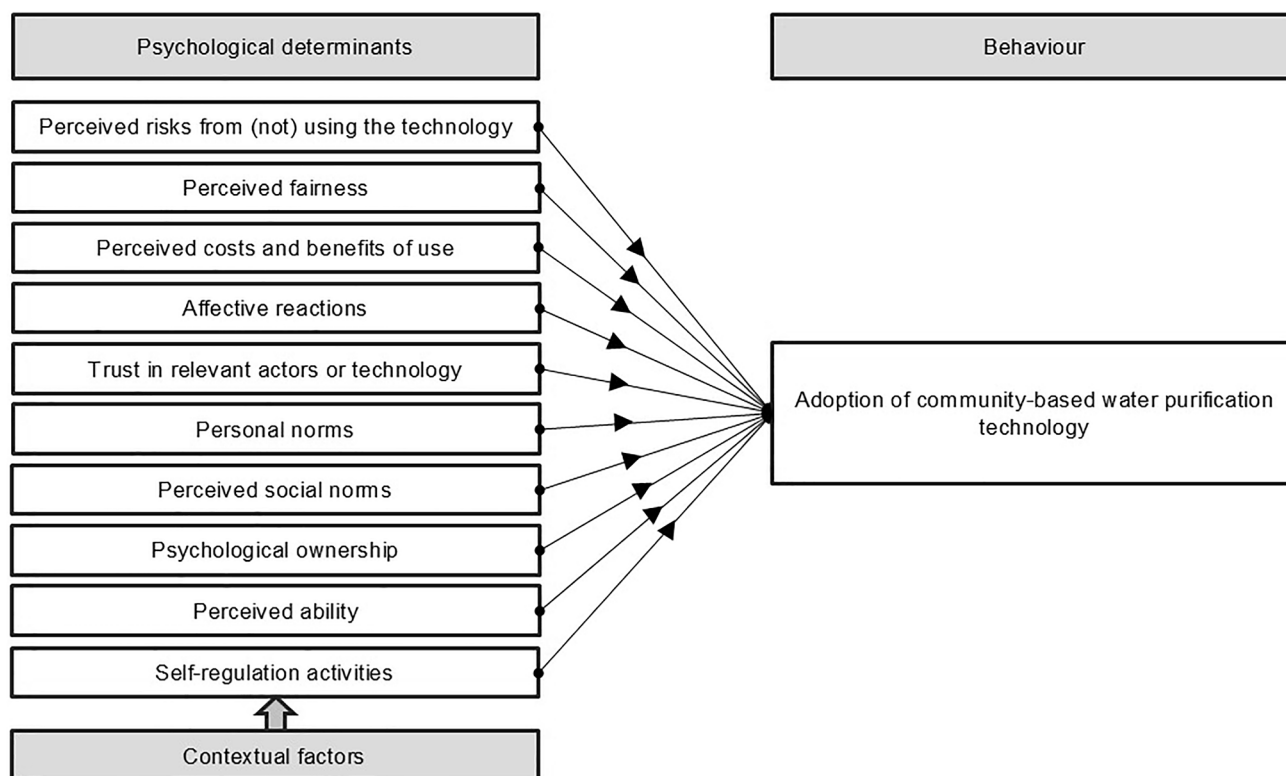 Psychological determinants
Behaviour
Perceived risks from (not) using the technology
Perceived fairness
Perceived costs and benefits of use
Affective reactions
Trust in relevant actors or technology
Personal norms
Perceived social norms
Psychological ownership
Perceived ability
Self-regulation activities
Contextual factors
Adoption of community-based water purification
technology